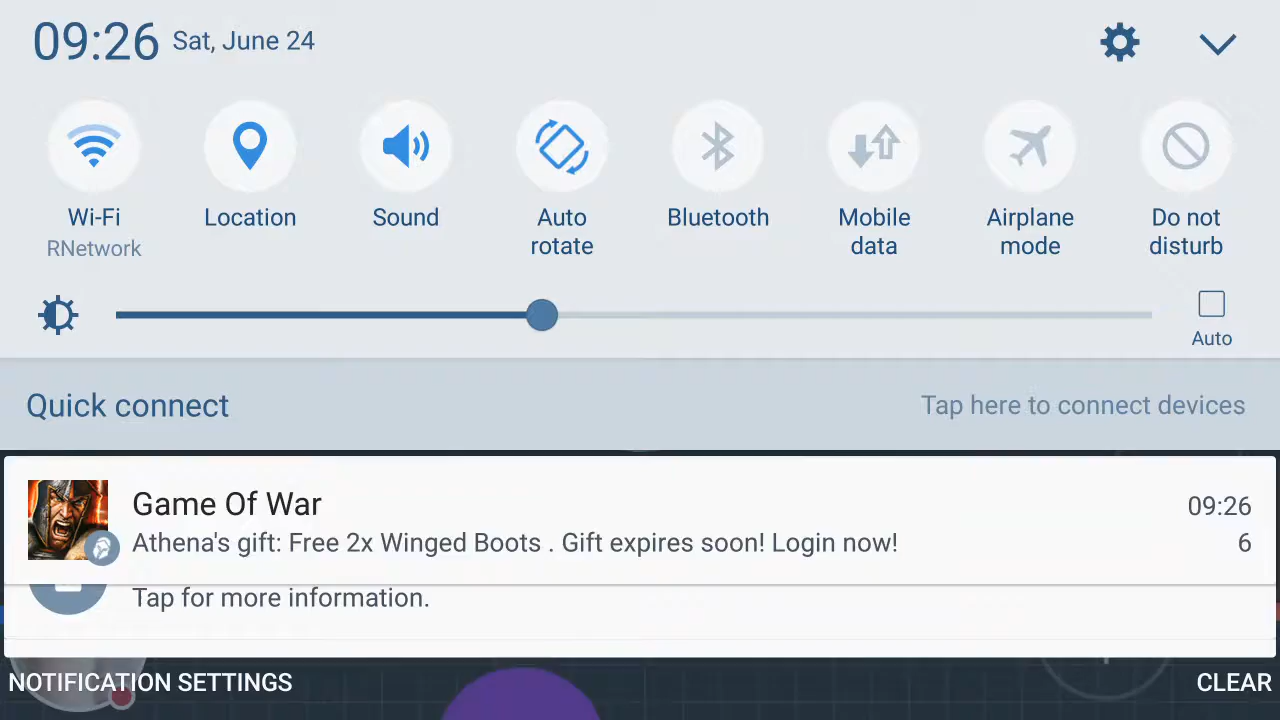 09:26 Sat, June 24
Wi-Fi
RNetwork
Location
Sound
Auto
rotate
Bluetooth
Mobile
data
Airplane
mode
Do not
disturb
Auto
Quick connect
Tap here to connect devices
Game Of War
09:26
Athena's gift: Free 2x Winged Boots . Gift expires soon! Login now!
6
Tap for more information.
NOTIFICATION SETTINGS
CLEAR